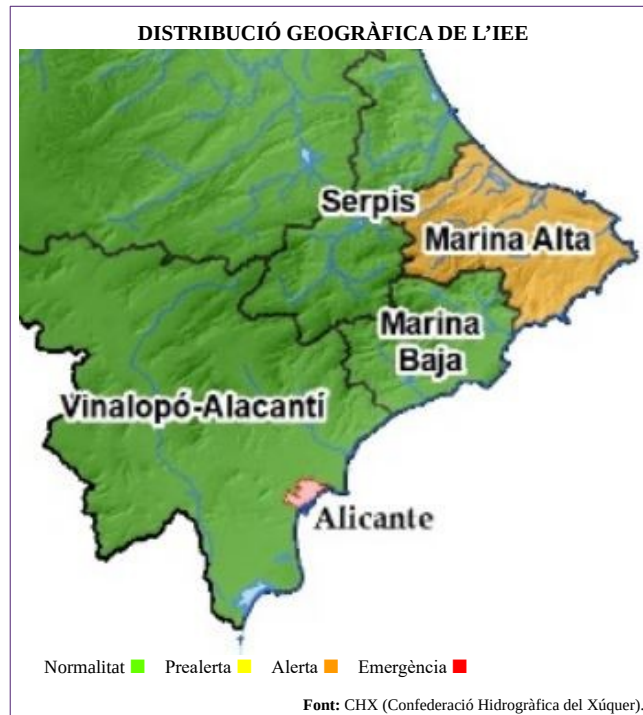 DISTRIBUCIÓ GEOGRÀFICA DE L’IEE
Serpis
Marina Alta
Marina
Baja
Vinalopó-Alacantí
Alicante
Normalitat Prealerta Alerta Emergència
Font: CHX (Confederació Hidrogràfica del Xúquer).